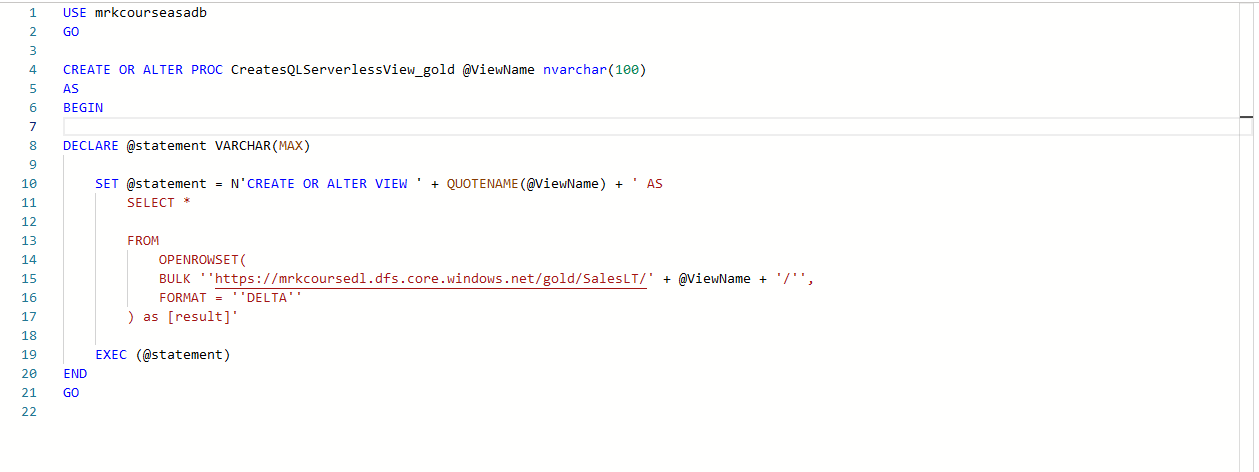 1 USE mrkcourseasadb
2 GO
3
4 CREATE OR ALTER PROC CreatesQLServerlessView_gold @ViewName nvarchar(100)
5 AS
6 BEGIN
7
8 DECLARE @statement VARCHAR(MAX)
9
10 SET @statement = N'CREATE OR ALTER VIEW ' + QUOTENAME(@ViewName) + ' AS
11 SELECT *
12
13 FROM
14 OPENROWSET(
15 BULK ''https://mrkcoursedl.dfs.core.windows.net/gold/SalesLT/' + @ViewName + '/'',
16 FORMAT = ''DELTA''
17 ) as [result]'
18
19 EXEC (@statement)
20 END
21 GO
22